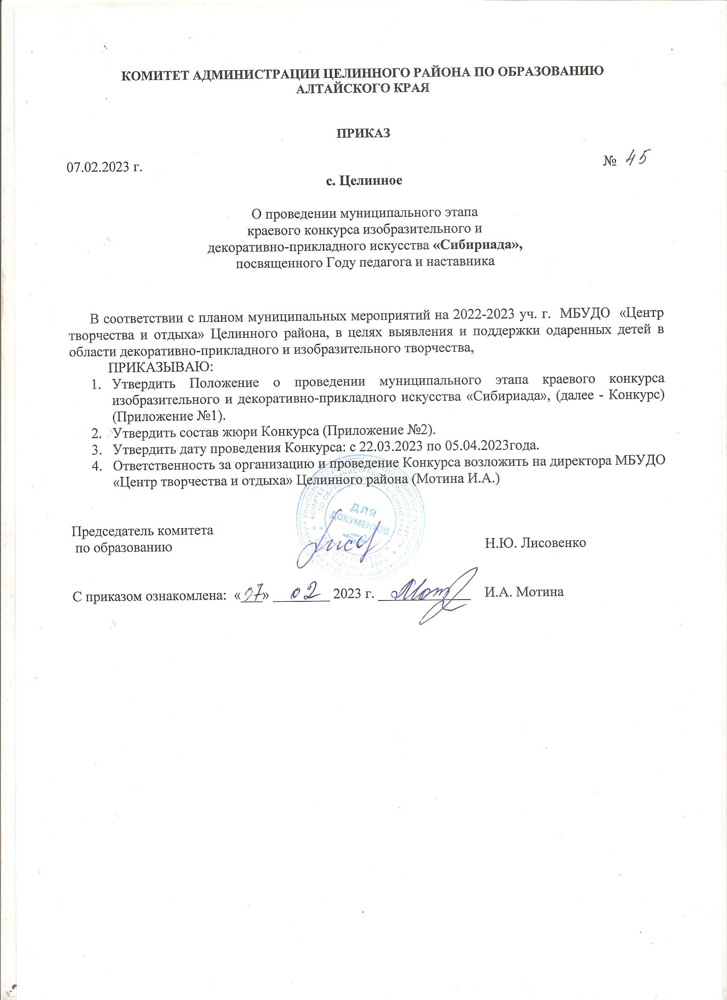 КОМИТЕТ АДМИНИСТРАЦИИ ЦЕЛИННОГО РАЙОНА ПО ОБРАЗОВАНИЮ
АЛТАЙСКОГО КРАЯ
ПРИКАЗ
07.02.2023 г. № 45
с. Целинное
О проведении муниципального этапа
краевого конкурса изобразительного и
декоративно-прикладного искусства «Сибириада»,
посвященного Году педагога и наставника
В соответствии с планом муниципальных мероприятий на 2022-2023 уч. г. МБУДО «Центр
творчества и отдыха» Целинного района, в целях выявления и поддержки одаренных детей в
области декоративно-прикладного и изобразительного творчества,
ПРИКАЗЫВАЮ:
1. Утвердить Положение о проведении муниципального этапа краевого конкурса
изобразительного и декоративно-прикладного искусства «Сибириада», (далее - Конкурс)
(Приложение №1).
2. Утвердить состав жюри Конкурса (Приложение №2).
3. Утвердить дату проведения Конкурса: с 22.03.2023 по 05.04.2023года.
4. Ответственность за организацию и проведение Конкурса возложить на директора МБУДО
«Центр творчества и отдыха» Целинного района (Мотина И.А.)
ДЛЯ
ДОКУМЕНТОВ
Председатель комитета
по образованию Н.Ю. Лисовенко
С приказом ознакомлена: «07» 02 2023 г. И.А. Мотина